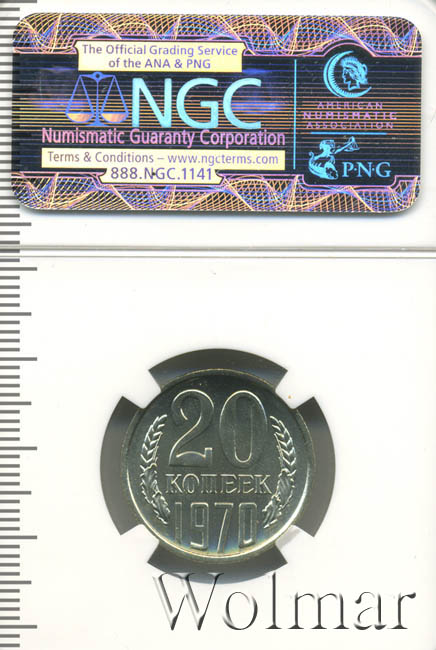 The Official Grading Service
of the ANA & PNG
NGC
Numismatic Guaranty Corporation
Terms & Conditions – www.ngcterms.com
888.NGC.1141
AMERICAN
NUMISMATIC
ASSOCIATION
P·N·G
20
КОПЕЕК
1970
Wolmar